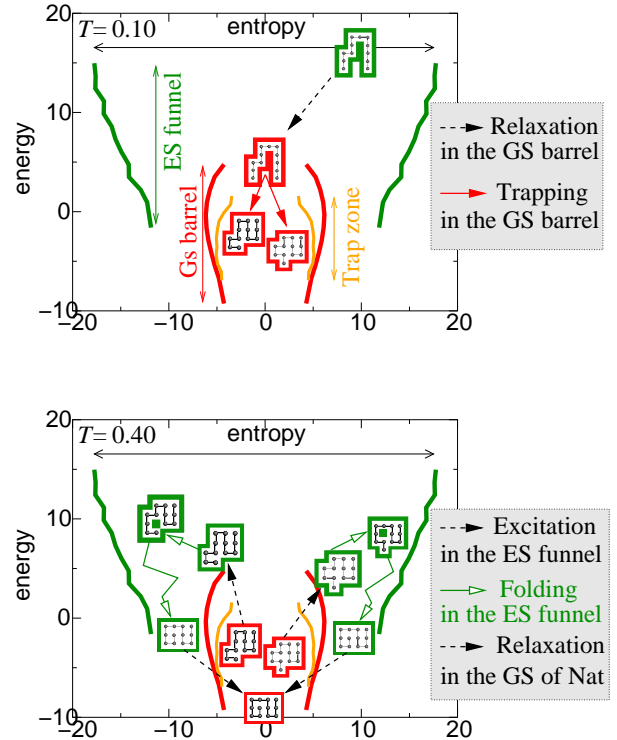 T = 0.10
entropy
20
10
0
−10
energy
ES funnel
Gs barrel
Trap zone
−20
−10
0
10
20
Relaxation
in the GS barrel
Trapping
in the GS barrel
T = 0.40
entropy
20
10
0
−10
energy
−20
−10
0
10
20
Excitation
in the ES funnel
Folding
in the ES funnel
Relaxation
in the GS of Nat